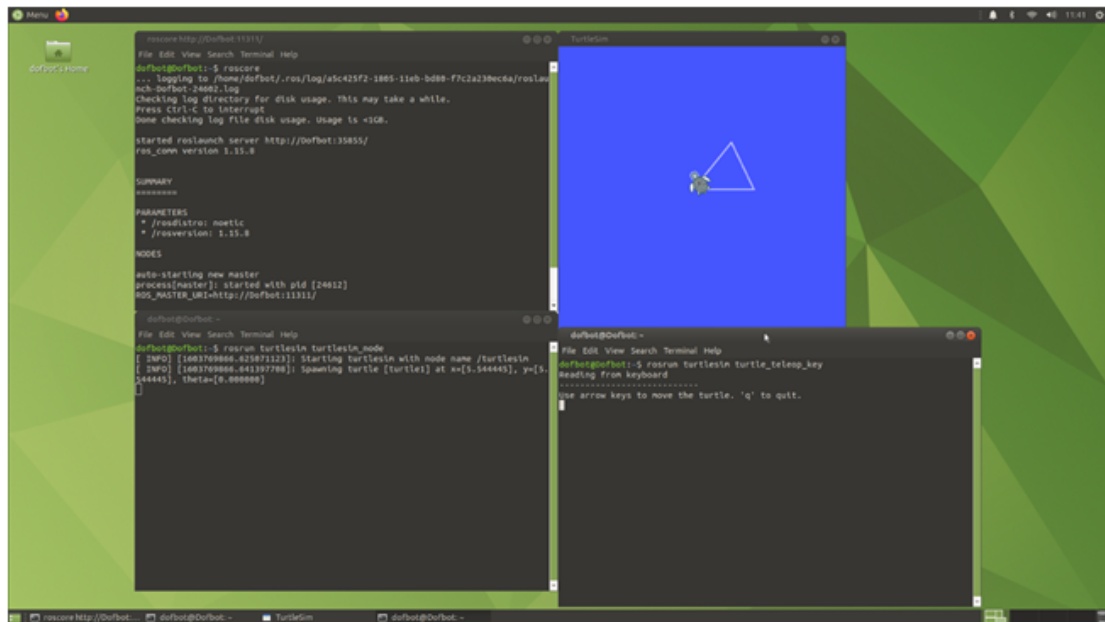 Menu
11:41
dofbot's Home
roscore http://Dofbot:11311/
File Edit View Search Terminal Help
dofbot@Dofbot:~$ roscore
... logging to /home/dofbot/.ros/log/a5c425f2-1805-11eb-bd80-f7c2a230ec6a/roslau
nch-Dofbot-24602.log
Checking log directory for disk usage. This may take a while.
Press Ctrl-C to interrupt
Done checking log file disk usage. Usage is <1GB.
started roslaunch server http://Dofbot:35855/
ros_comm version 1.15.8
SUMMARY
========
PARAMETERS
* /rosdistro: noetic
* /rosversion: 1.15.8
NODES
auto-starting new master
process[master]: started with pid [24612]
ROS_MASTER_URI=http://Dofbot:11311/
TurtleSim
dofbot@Dofbot: ~
File Edit View Search Terminal Help
dofbot@Dofbot:~$ rosrun turtlesim turtlesim_node
[ INFO] [1603769866.625871123]: Starting turtlesim with node name /turtlesim
[ INFO] [1603769866.641397708]: Spawning turtle [turtle1] at x=[5.544445], y=[5.
544445], theta=[0.000000]
dofbot@Dofbot: ~
File Edit View Search Terminal Help
dofbot@Dofbot:~$ rosrun turtlesim turtle_teleop_key
Reading from keyboard
---------------------------
Use arrow keys to move the turtle. 'q' to quit.
roscore http://Dofbot:...
dofbot@Dofbot: ~
TurtleSim
dofbot@Dofbot: ~